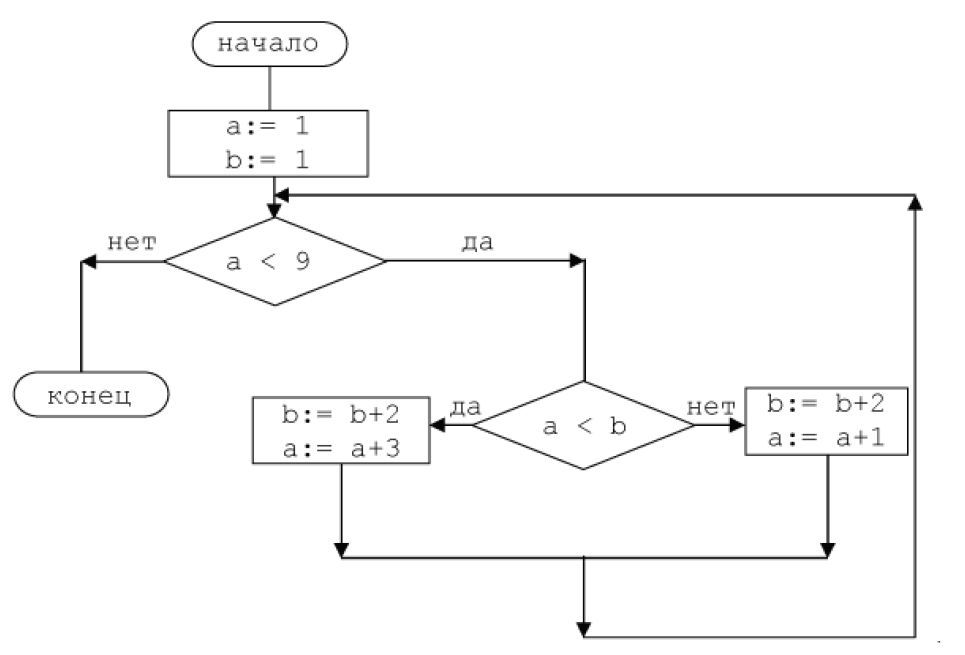 начало
a:= 1
b:= 1
нет
a < 9
да
конец
b:= b+2
a:= a+3
да
a < b
нет
b:= b+2
a:= a+1